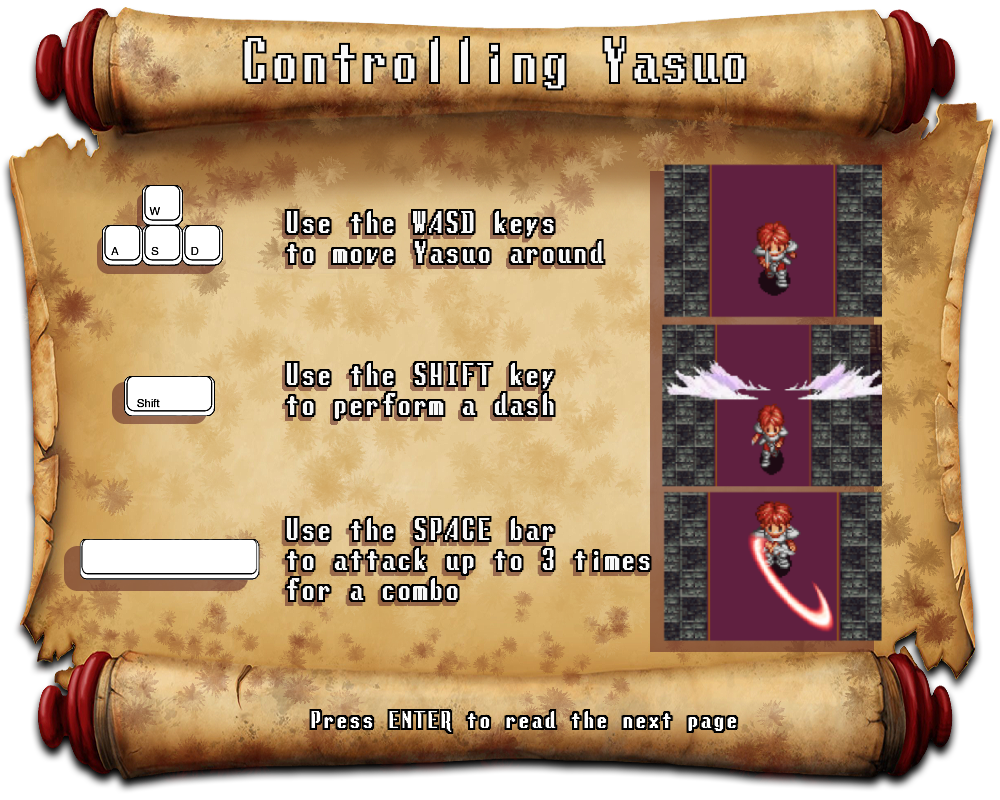 Controlling Yasuo
W
A S D
Use the WASD keys
to move Yasuo around
Shift
Use the SHIFT key
to perform a dash
Use the SPACE bar
to attack up to 3 times
for a combo
Press ENTER to read the next page